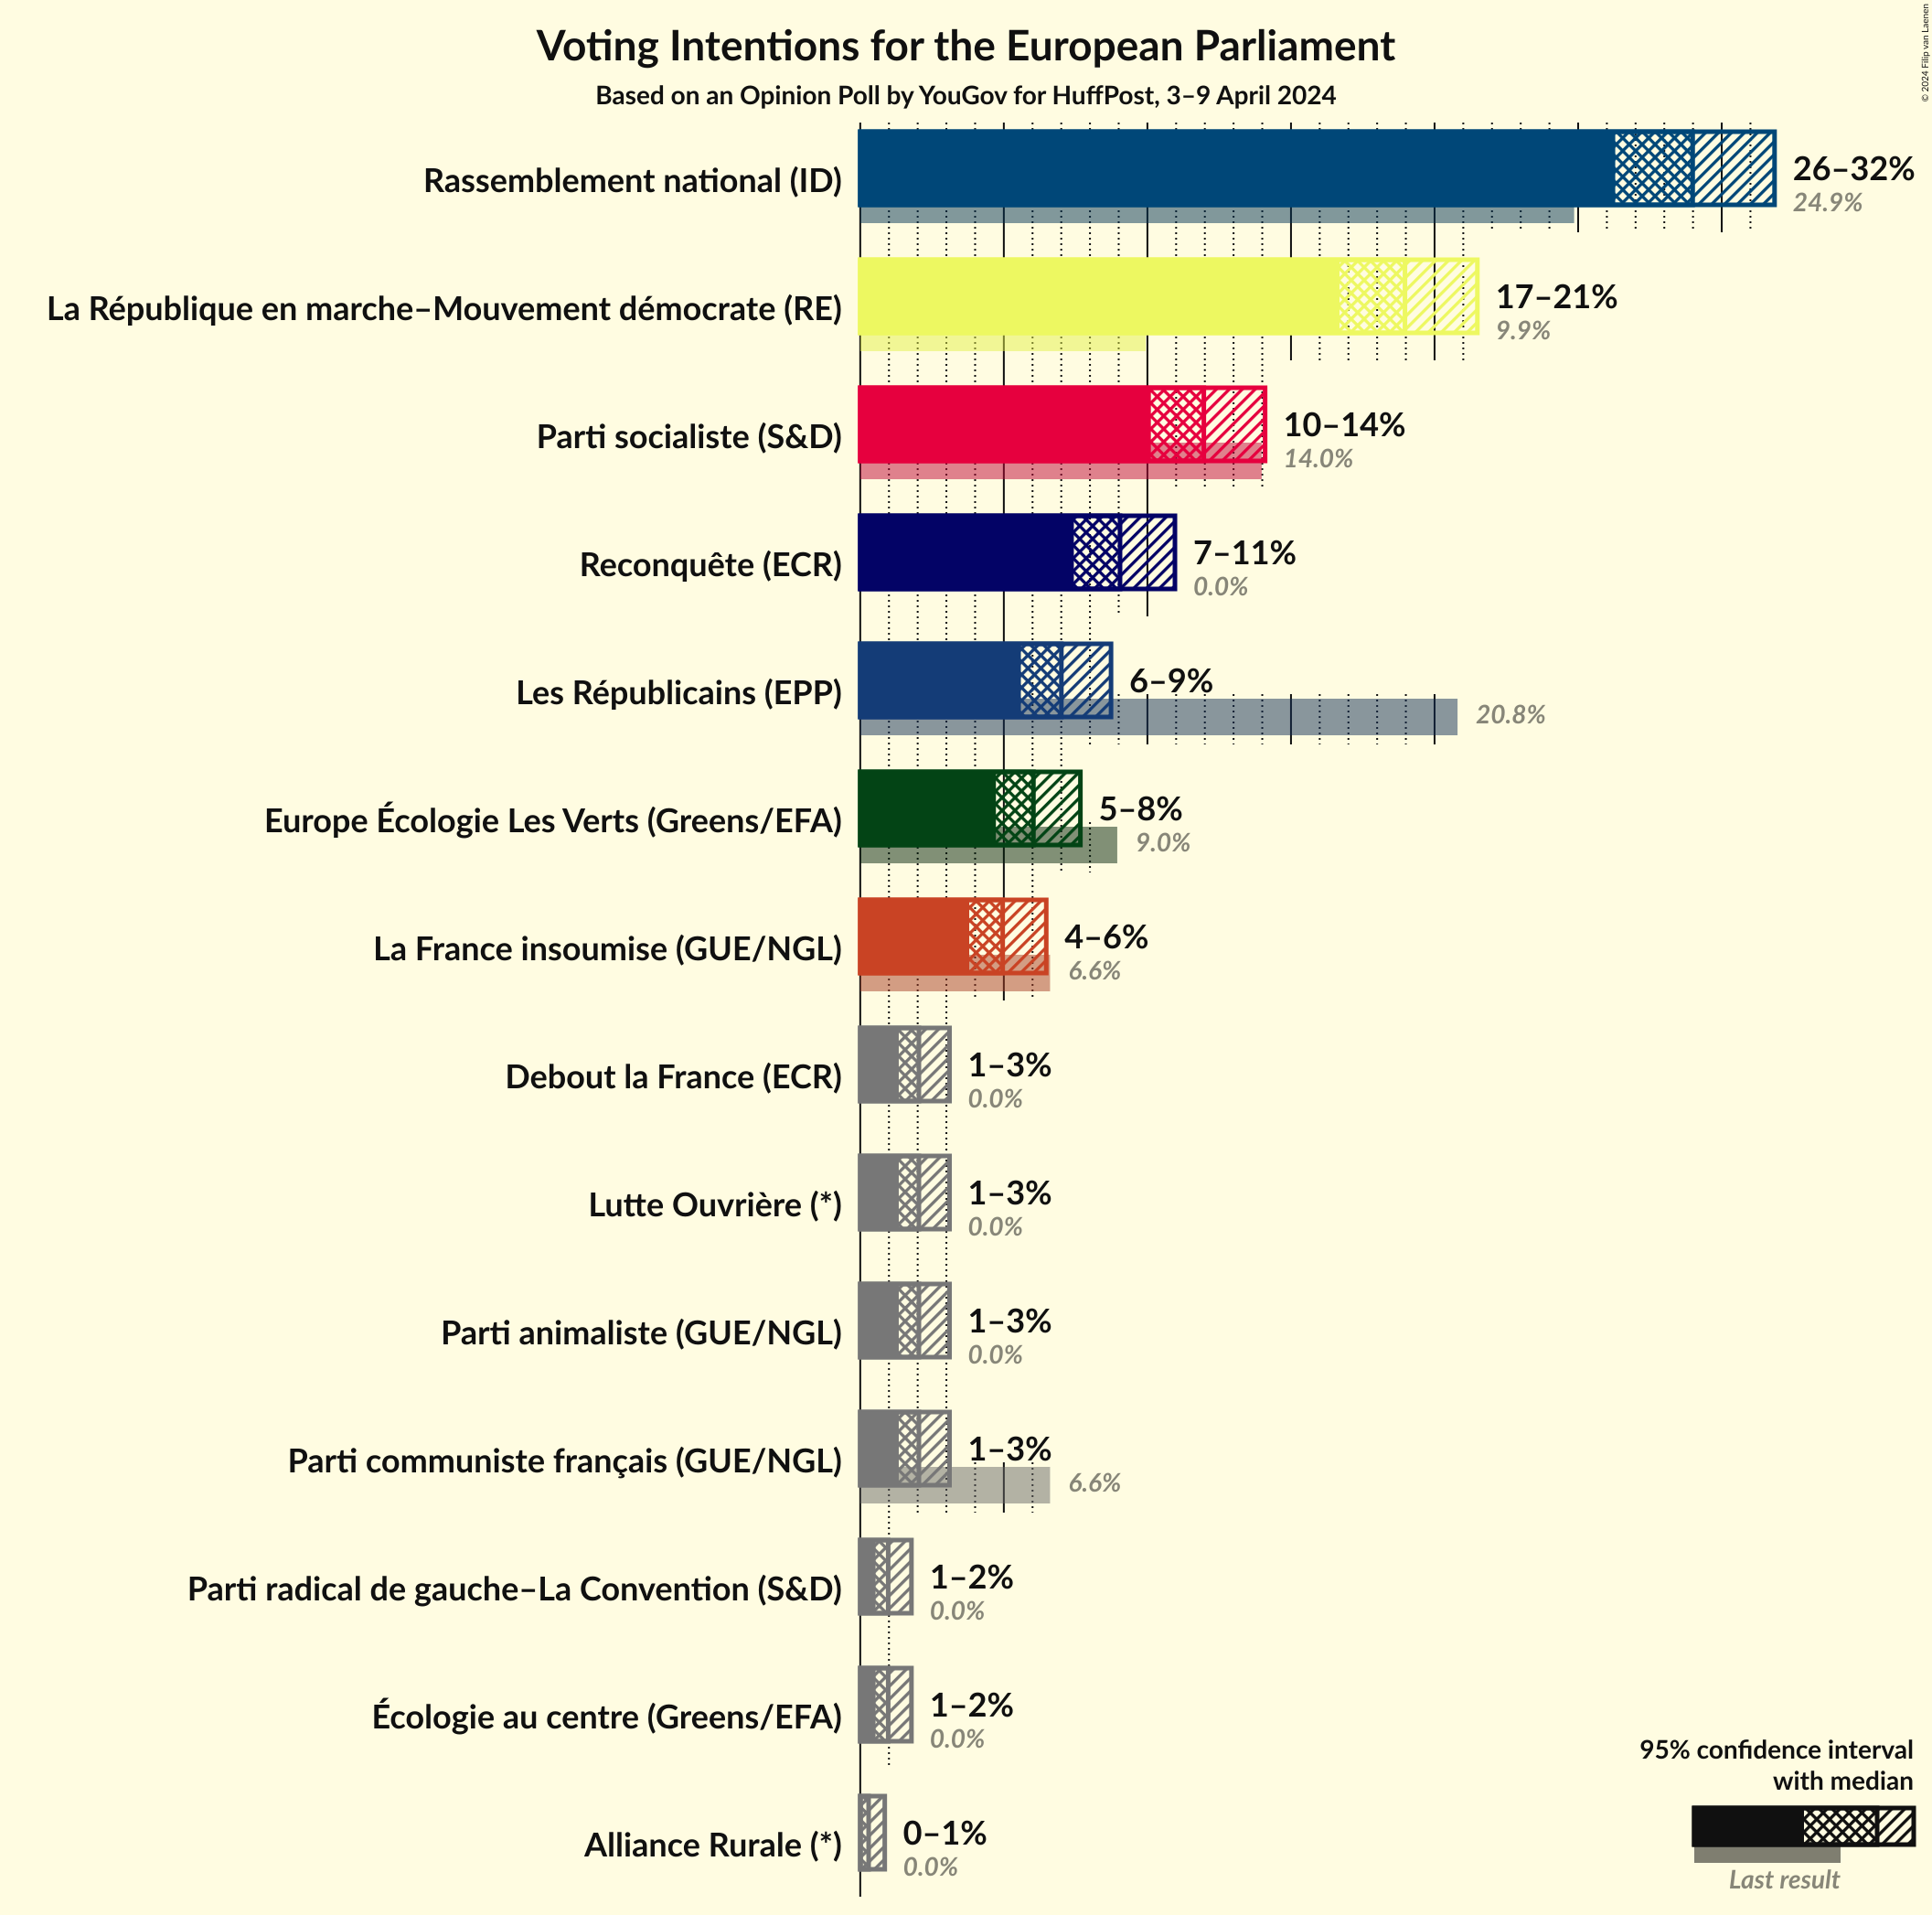 Voting Intentions for the European Parliament
Based on an Opinion Poll by YouGov for HuffPost, 3–9 April 2024
© 2024 Filip van Laenen
Rassemblement national (ID)
26–32%
24.9%
La République en marche–Mouvement démocrate (RE)
17–21%
9.9%
Parti socialiste (S&D)
10–14%
14.0%
Reconquête (ECR)
7–11%
0.0%
Les Républicains (EPP)
6–9%
20.8%
Europe Écologie Les Verts (Greens/EFA)
5–8%
9.0%
La France insoumise (GUE/NGL)
4–6%
6.6%
Debout la France (ECR)
1–3%
0.0%
Lutte Ouvrière (*)
1–3%
0.0%
Parti animaliste (GUE/NGL)
1–3%
0.0%
Parti communiste français (GUE/NGL)
1–3%
6.6%
Parti radical de gauche–La Convention (S&D)
1–2%
0.0%
Écologie au centre (Greens/EFA)
1–2%
0.0%
Alliance Rurale (*)
0–1%
0.0%
95% confidence interval
with median
Last result